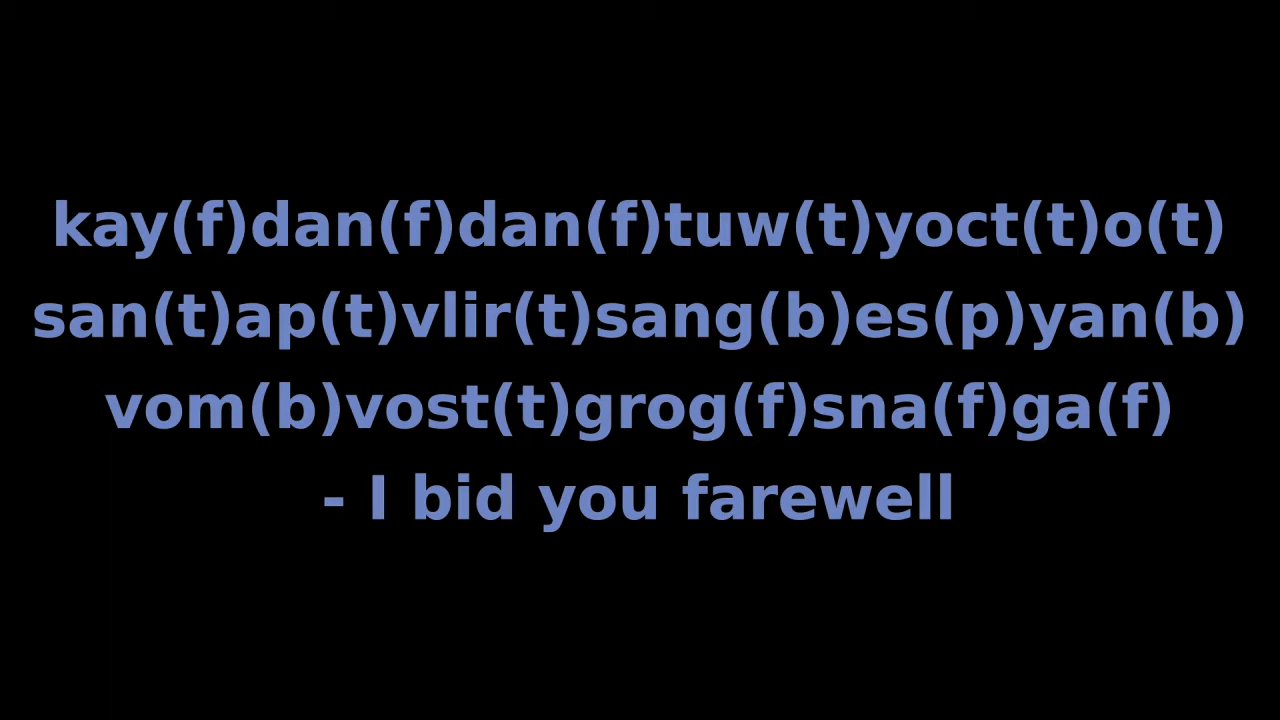 kay(f)dan(f)dan(f)tuw(t)yoct(t)o(t)
san(t)ap(t)vlir(t)sang(b)es(p)yan(b)
vom(b)vost(t)grog(f)sna(f)ga(f)
- I bid you farewell